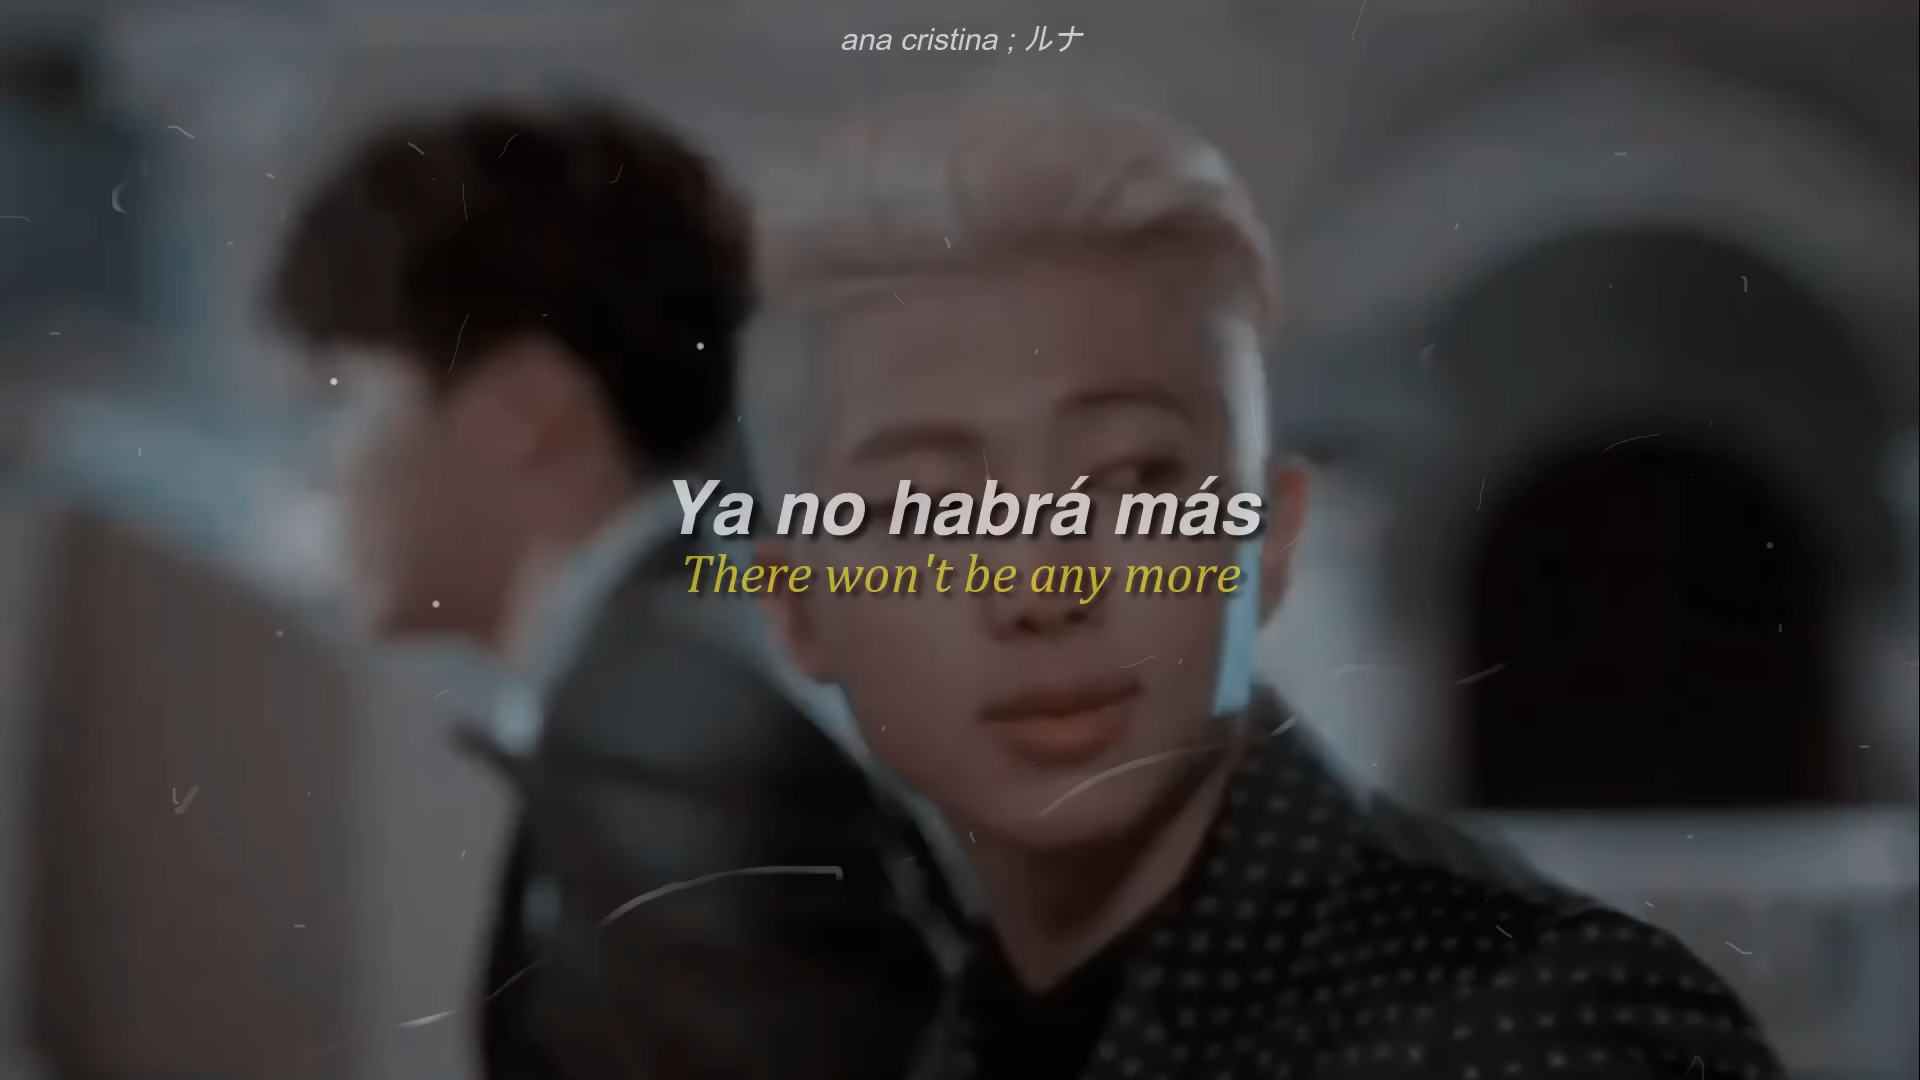 ana cristina ; ルナ
Ya no habrá más
There won't be any more